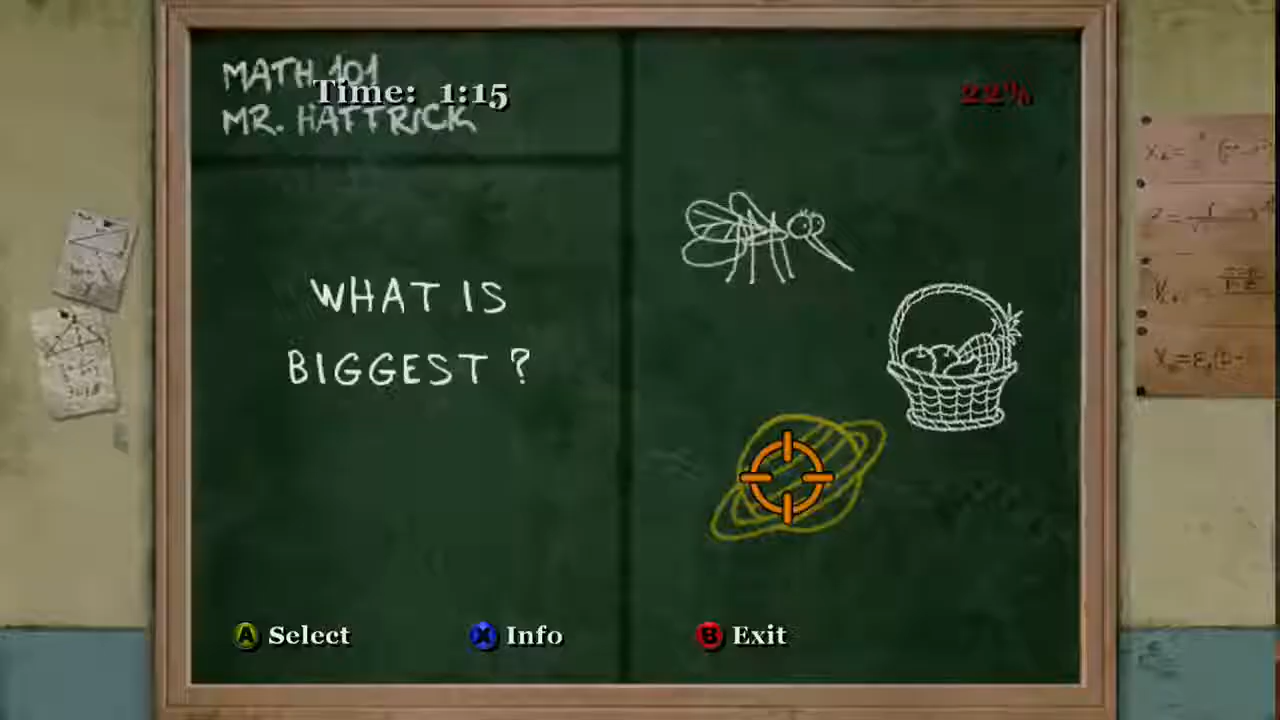 MATH 101
Time: 1:15
MR. HATTRICK
22%
WHAT IS
BIGGEST ?
A Select
X Info
B Exit